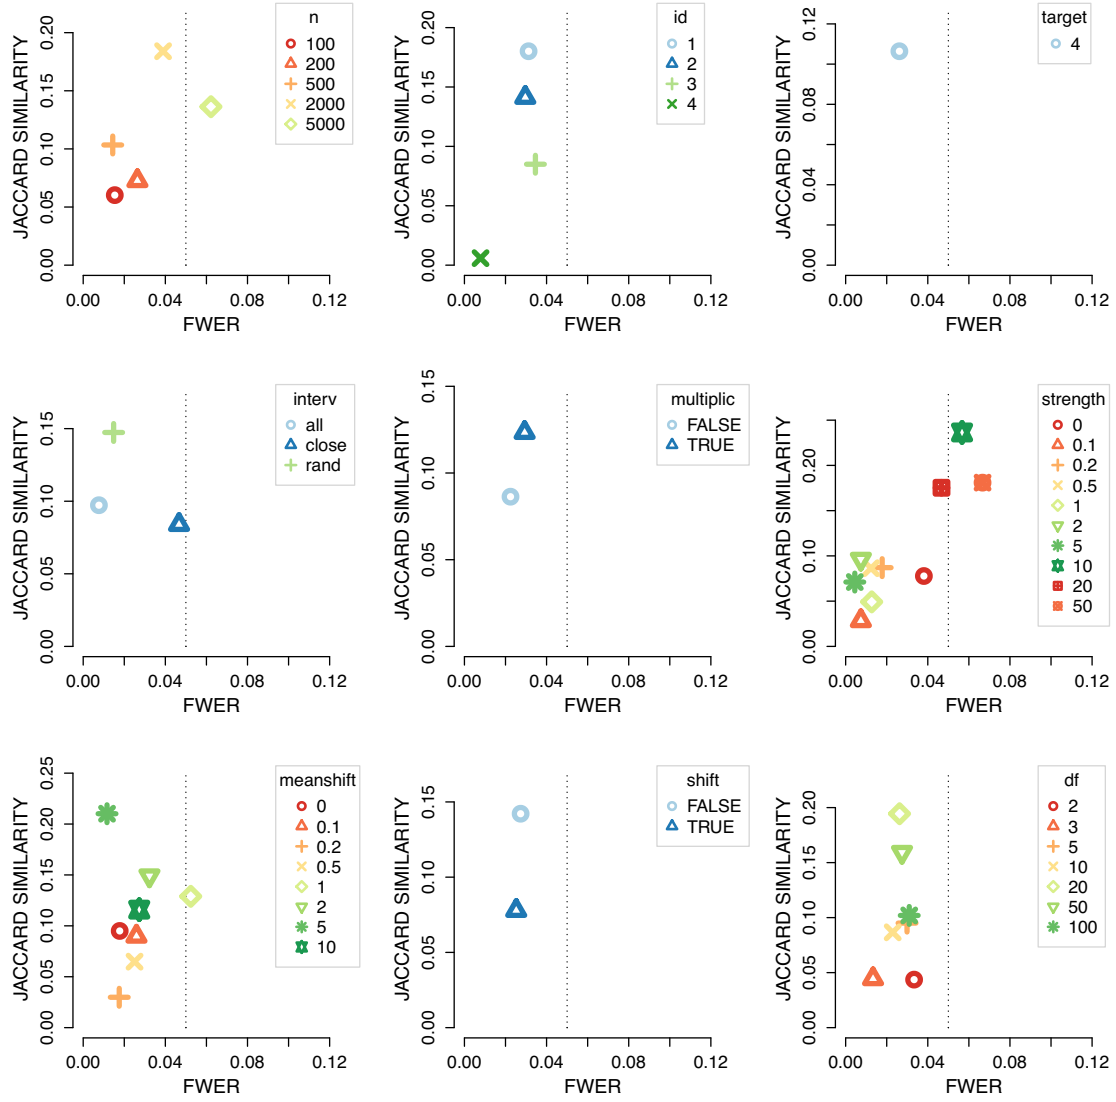 n
100
200
500
2000
5000
JACCARD SIMILARITY
0.00 0.05 0.10 0.15 0.20
0.00 0.04 0.08 0.12
FWER
id
1
2
3
4
JACCARD SIMILARITY
0.00 0.05 0.10 0.15 0.20
0.00 0.04 0.08 0.12
FWER
target
4
JACCARD SIMILARITY
0.00 0.04 0.08 0.12
0.00 0.04 0.08 0.12
FWER
interv
all
close
rand
JACCARD SIMILARITY
0.00 0.05 0.10 0.15
0.00 0.04 0.08 0.12
FWER
multiplic
FALSE
TRUE
JACCARD SIMILARITY
0.00 0.05 0.10 0.15
0.00 0.04 0.08 0.12
FWER
strength
0
0.1
0.2
0.5
1
2
5
10
20
50
JACCARD SIMILARITY
0.00 0.10 0.20
0.00 0.04 0.08 0.12
FWER
meanshift
0
0.1
0.2
0.5
1
2
5
10
JACCARD SIMILARITY
0.00 0.05 0.10 0.15 0.20 0.25
0.00 0.04 0.08 0.12
FWER
shift
FALSE
TRUE
JACCARD SIMILARITY
0.00 0.05 0.10 0.15
0.00 0.04 0.08 0.12
FWER
df
2
3
5
10
20
50
100
JACCARD SIMILARITY
0.00 0.05 0.10 0.15 0.20
0.00 0.04 0.08 0.12
FWER